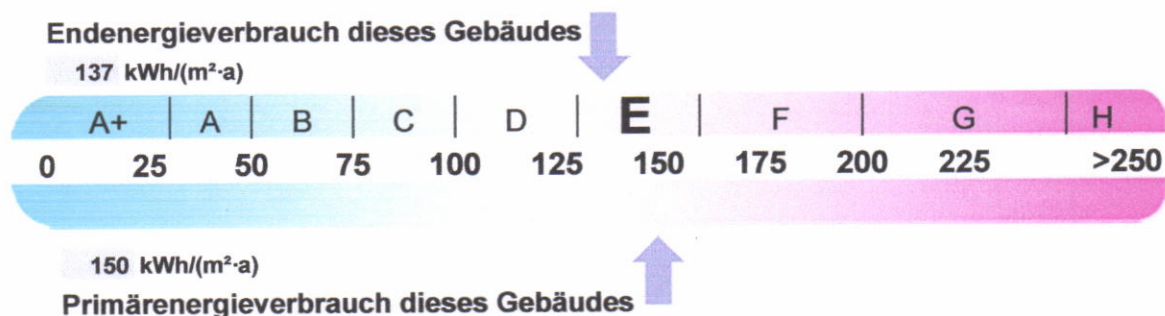 Endenergieverbrauch dieses Gebäudes
137 kWh/(m²·a)
A+ A B C D E F G H
0 25 50 75 100 125 150 175 200 225 >250
150 kWh/(m²·a)
Primärenergieverbrauch dieses Gebäudes